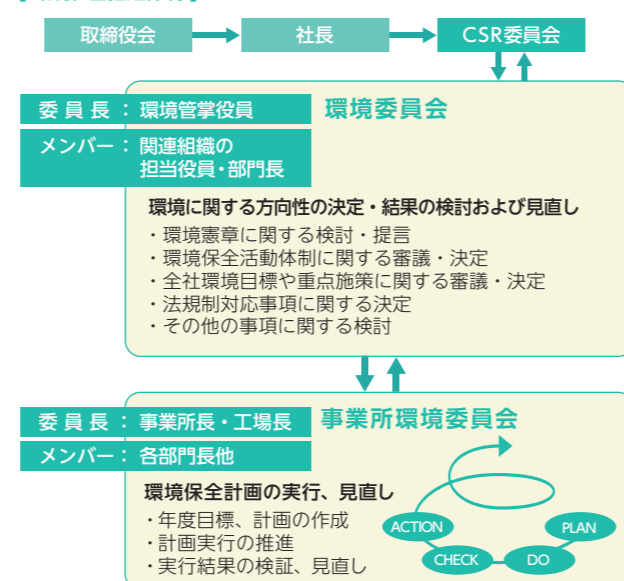 取締役会
社長
CSR委員会
環境委員会
委員長：環境管掌役員
メンバー：関連組織の
担当役員・部門長
環境に関する方向性の決定・結果の検討および見直し
・環境憲章に関する検討・提言
・環境保全活動体制に関する審議・決定
・全社環境目標や重点施策に関する審議・決定
・法規制対応事項に関する決定
・その他の事項に関する検討
事業所環境委員会
委員長：事業所長・工場長
メンバー：各部門長他
環境保全計画の実行、見直し
・年度目標、計画の作成
・計画実行の推進
・実行結果の検証、見直し
ACTION
PLAN
CHECK
DO